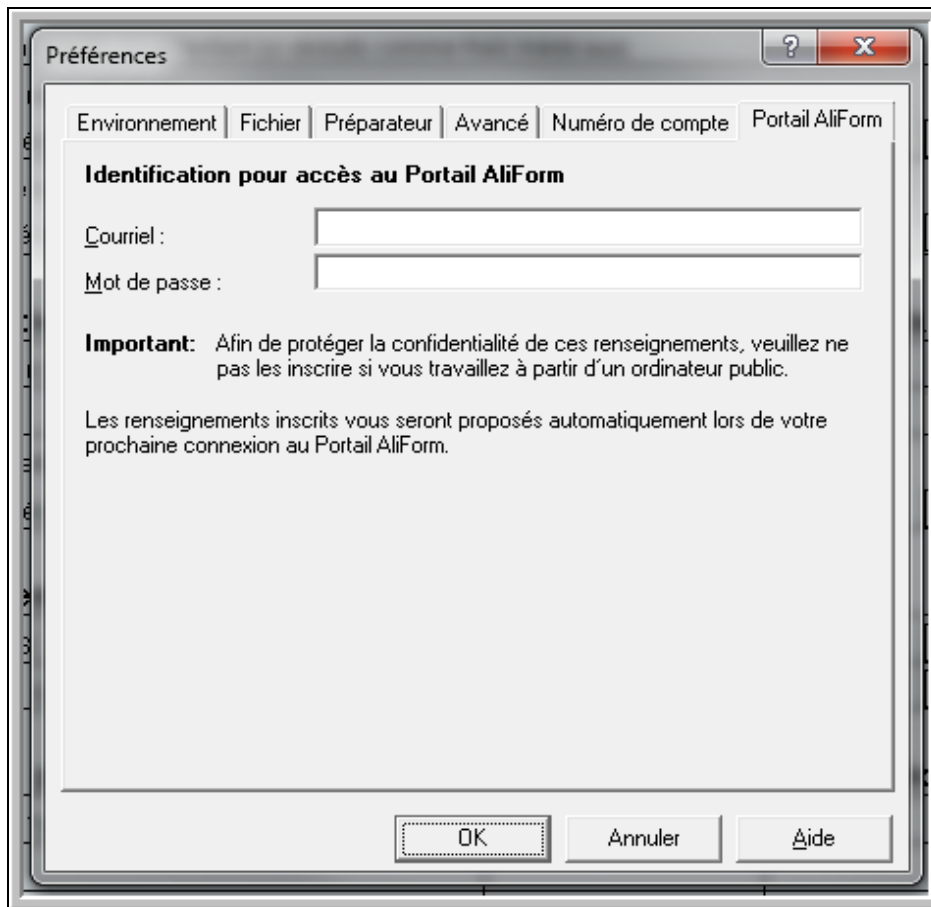 Préférences
Environnement Fichier Préparateur Avancé Numéro de compte Portail AliForm
Identification pour accès au Portail AliForm
Courriel :
Mot de passe :
Important: Afin de protéger la confidentialité de ces renseignements, veuillez ne
pas les inscrire si vous travaillez à partir d'un ordinateur public.
Les renseignements inscrits vous seront proposés automatiquement lors de votre
prochaine connexion au Portail AliForm.
OK Annuler Aide